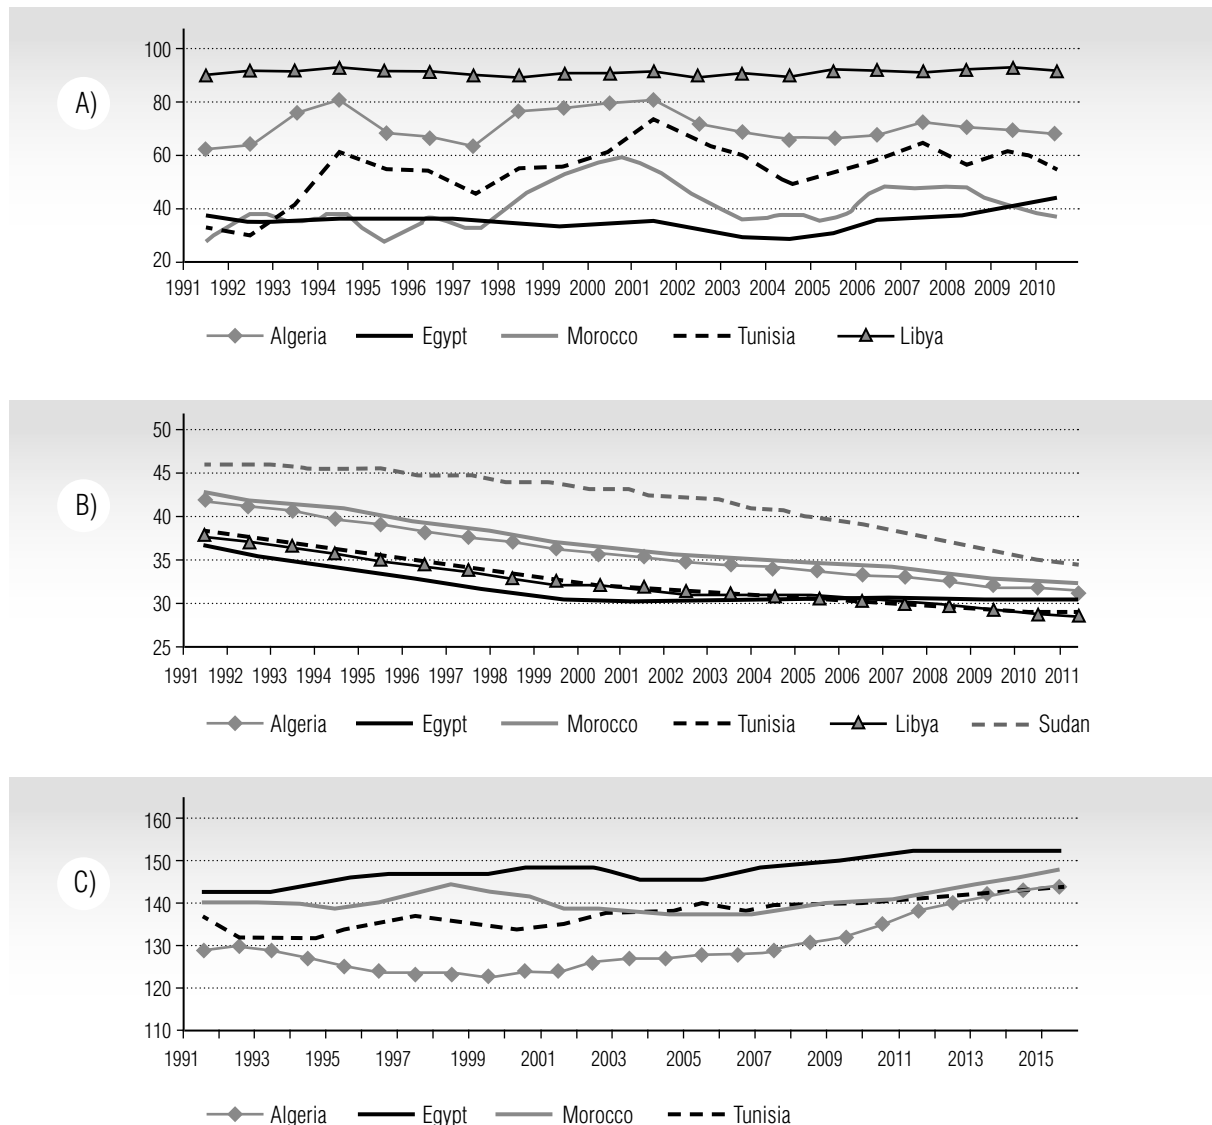 A)
100
80
60
40
20
1991 1992 1993 1994 1995 1996 1997 1998 1999 2000 2001 2002 2003 2004 2005 2006 2007 2008 2009 2010
Algeria Egypt Morocco Tunisia Libya
B)
50
45
40
35
30
25
1991 1992 1993 1994 1995 1996 1997 1998 1999 2000 2001 2002 2003 2004 2005 2006 2007 2008 2009 2010 2011
Algeria Egypt Morocco Tunisia Libya Sudan
C)
160
150
140
130
120
110
1991 1993 1995 1997 1999 2001 2003 2005 2007 2009 2011 2013 2015
Algeria Egypt Morocco Tunisia